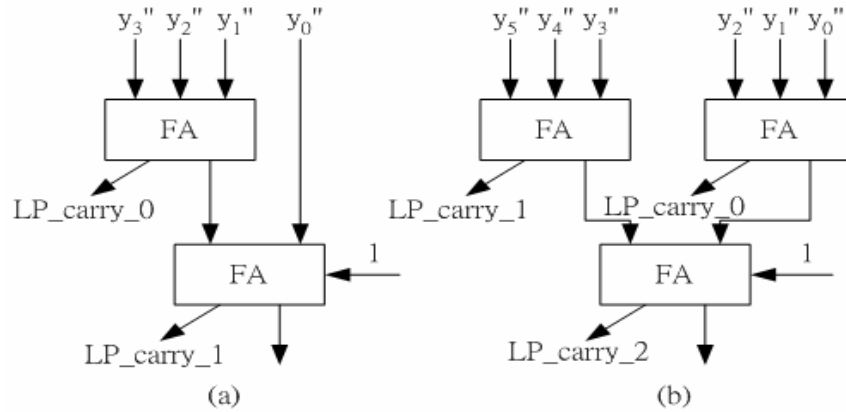 y₃" y₂" y₁" y₀" y₅" y₄" y₃" y₂" y₁" y₀"
FA FA FA
LP_carry_0 LP_carry_1 LP_carry_0
FA 1 FA 1
LP_carry_1 LP_carry_2
(a) (b)